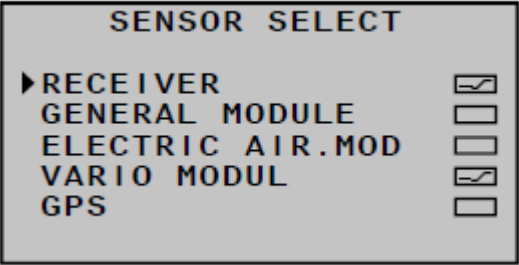 SENSOR SELECT
RECEIVER
GENERAL MODULE
ELECTRIC AIR.MOD
VARIO MODUL
GPS